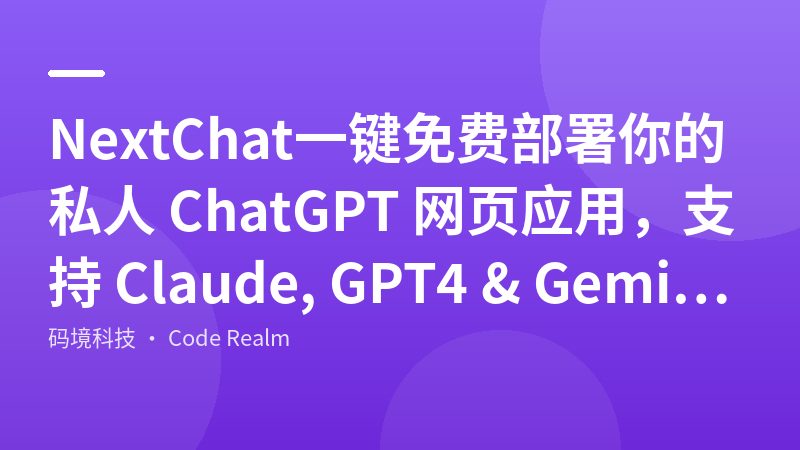 NextChat一键免费部署你的
私人 ChatGPT 网页应用，支
持 Claude, GPT4 & Gemi…
码境科技 · Code Realm